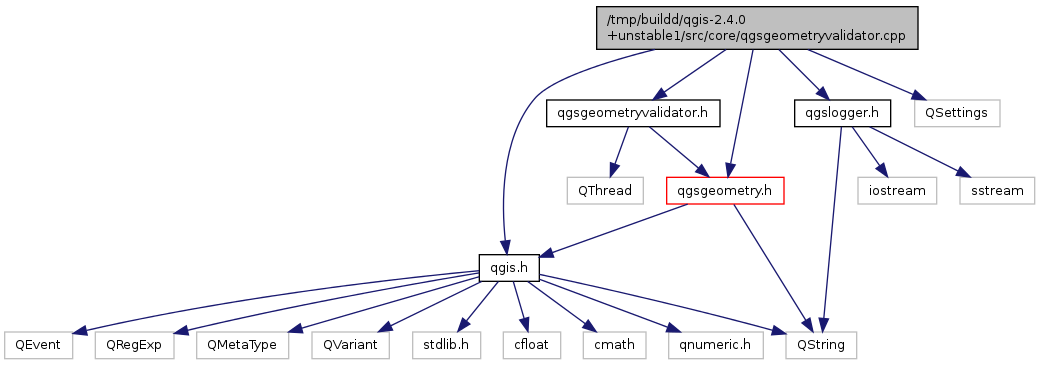 /tmp/buildd/qgis-2.4.0
+unstable1/src/core/qgsgeometryvalidator.cpp
qgsgeometryvalidator.h
qgslogger.h
QSettings
QThread
qgsgeometry.h
iostream
sstream
qgis.h
QEvent
QRegExp
QMetaType
QVariant
stdlib.h
cfloat
cmath
qnumeric.h
QString